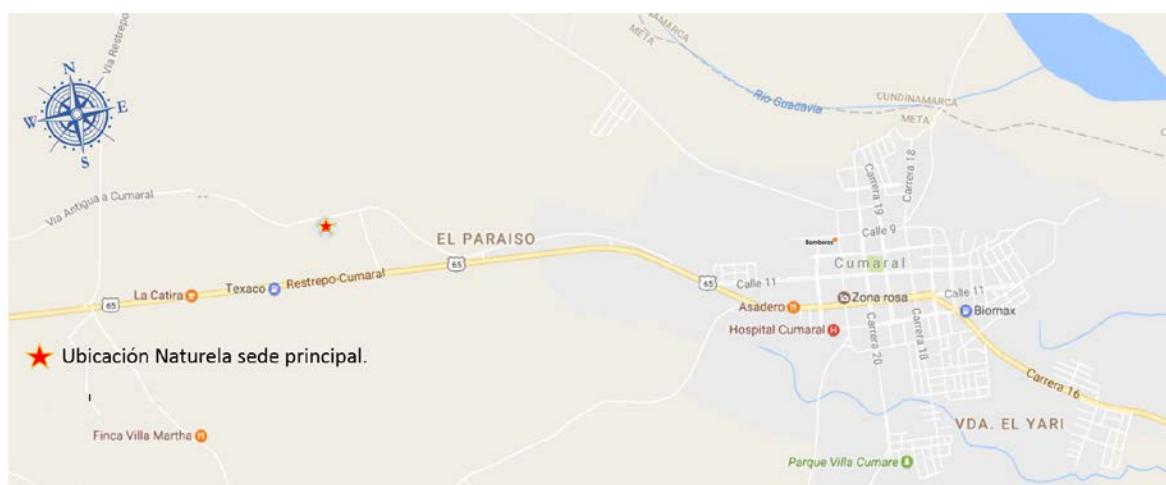 CUNDINAMARCA
META
Vía Restrepo
N
E
W
S
Río Guacavía
CUNDINAMARCA
META
Carrera 18
Carrera 19
Vía Antigua a Cumaral
EL PARAISO
Calle 9
Bomberos
Cumaral
65
Restrepo-Cumaral
Texaco
La Catira
65
65
Calle 11
Calle 11
Zona rosa
Asadero
Biomax
Hospital Cumaral
H
Carrera 20
Carrera 18
Ubicación Naturela sede principal.
Carrera 16
VDA. EL YARI
Finca Villa Martha
Parque Villa Cumare